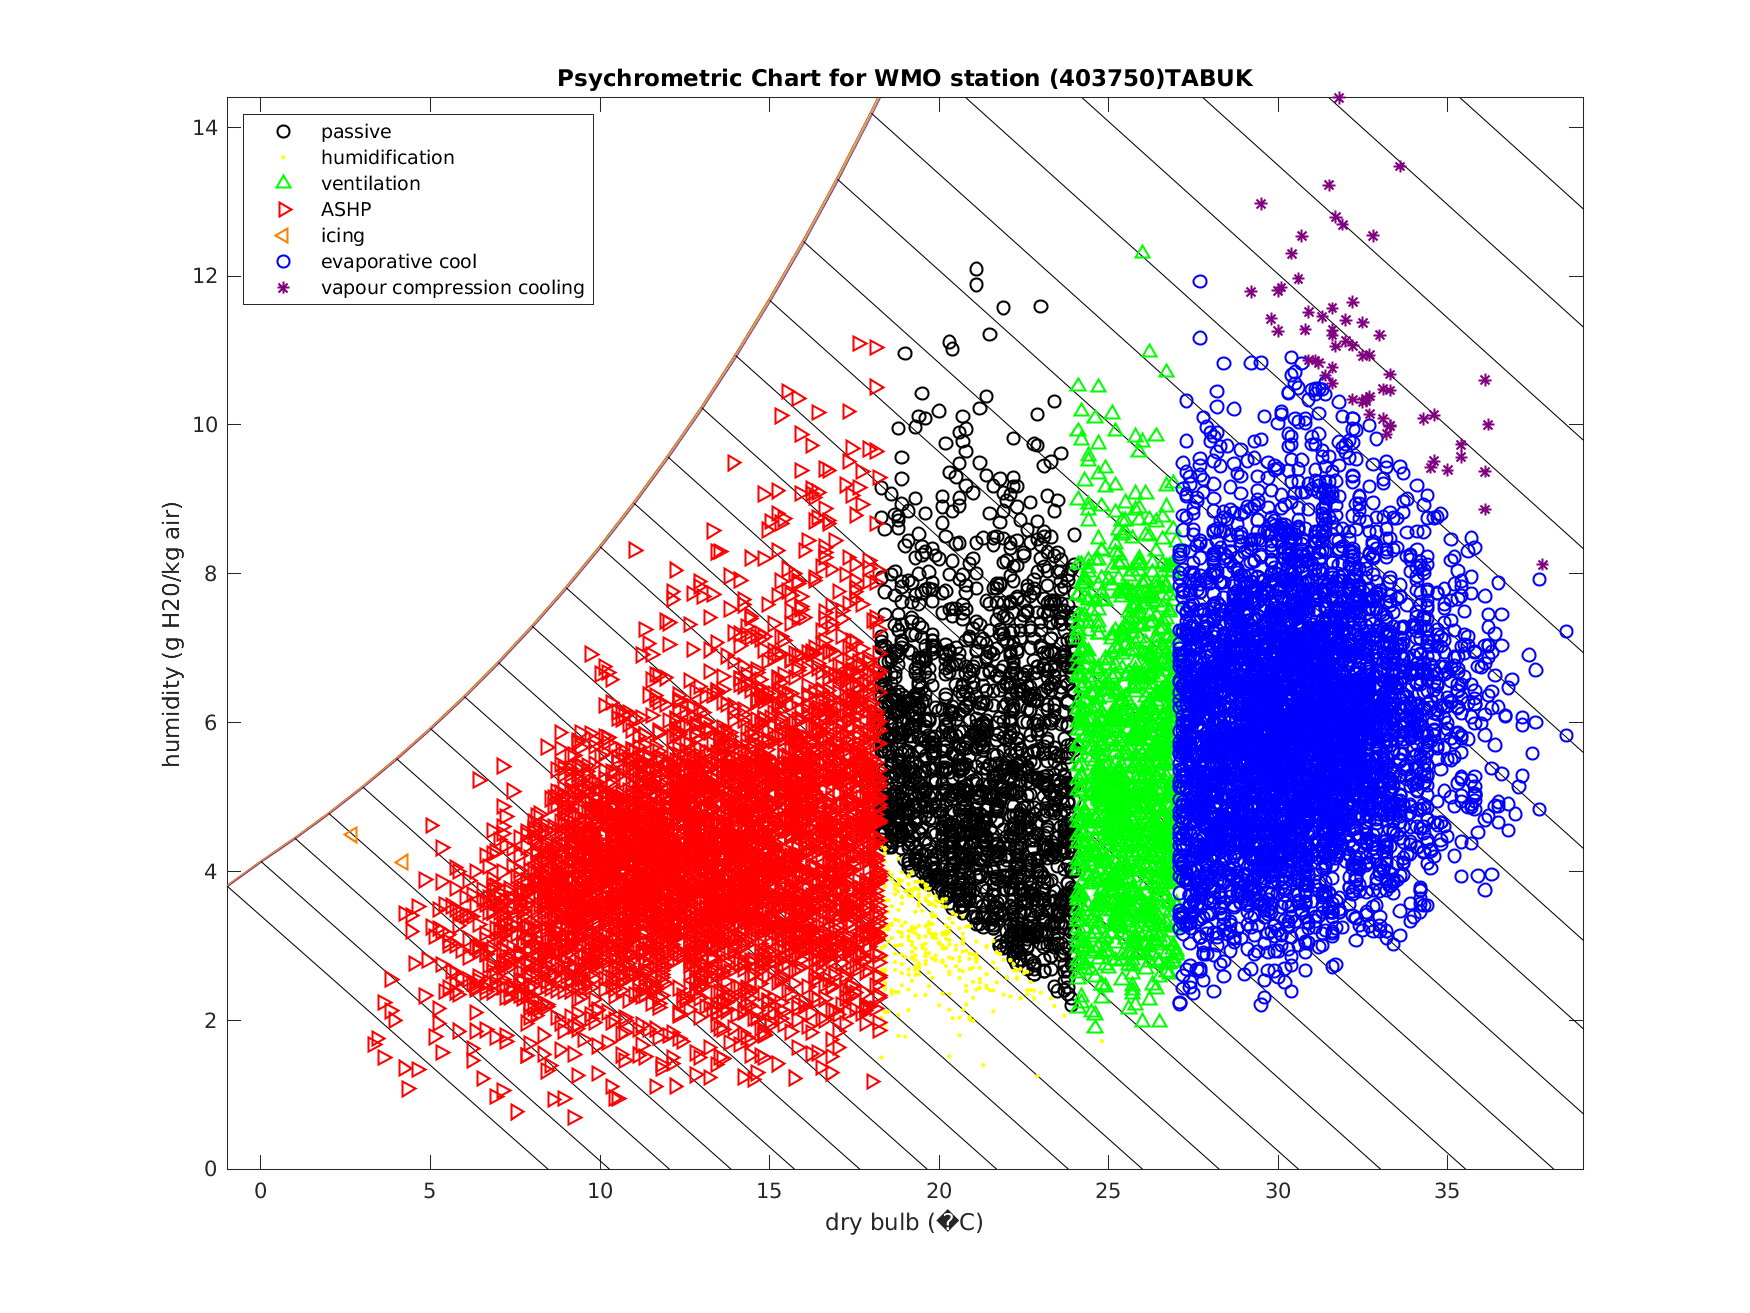 Psychrometric Chart for WMO station (403750)TABUK
passive
humidification
ventilation
ASHP
icing
evaporative cool
vapour compression cooling
14
12
10
8
6
4
2
0
humidity (g H20/kg air)
0 5 10 15 20 25 30 35
dry bulb (�C)